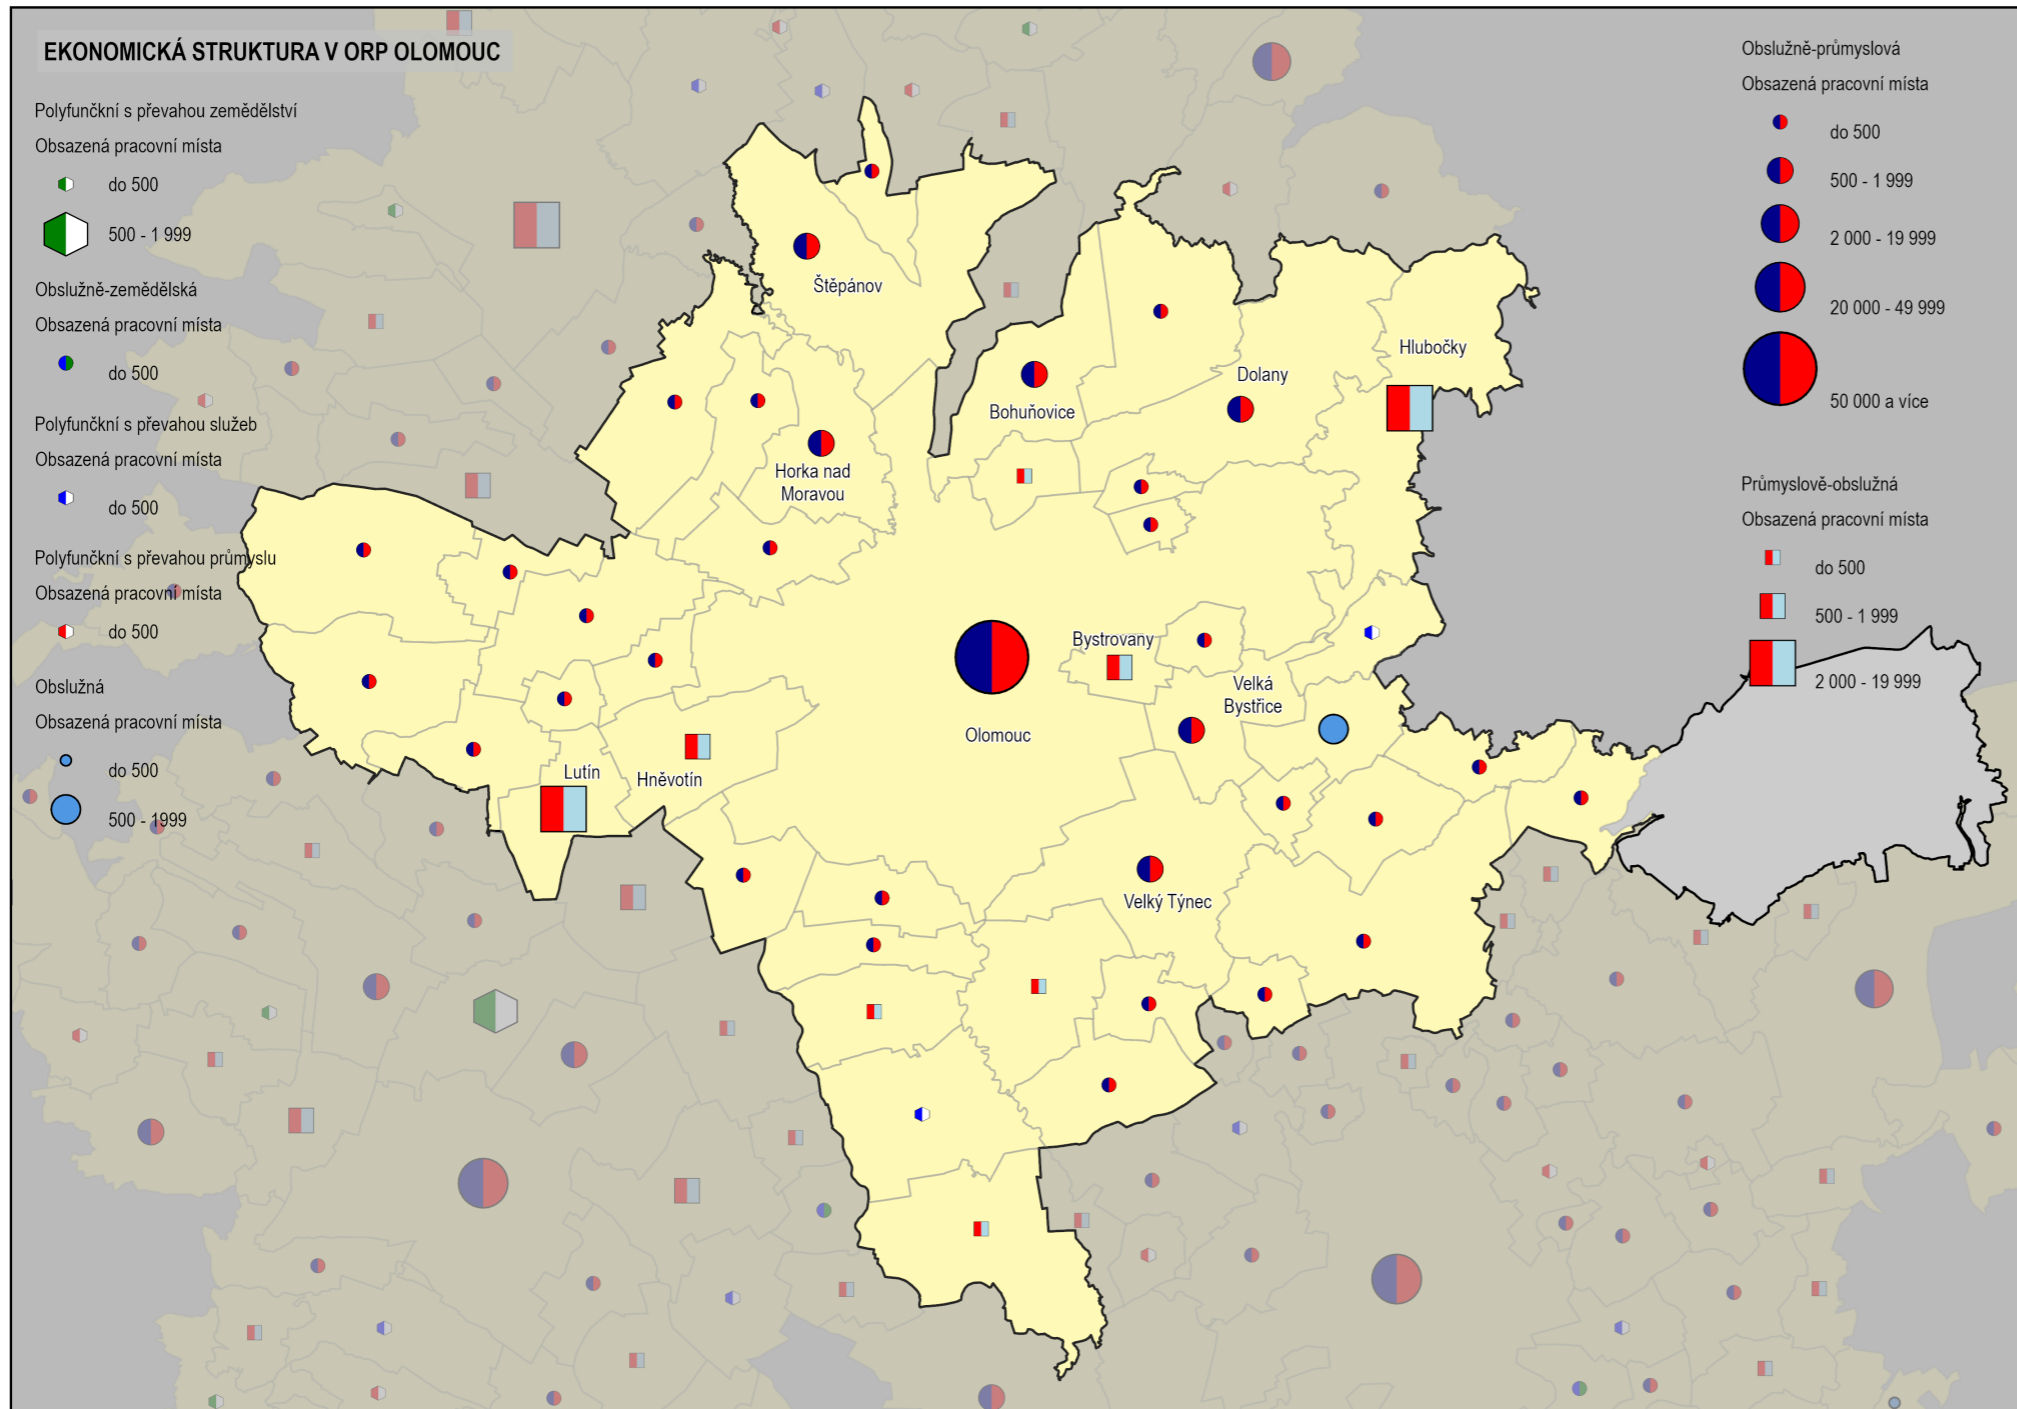 EKONOMICKÁ STRUKTURA V ORP OLOMOUC
Polyfunčkní s převahou zemědělství
Obsazená pracovní místa
do 500
500 - 1 999
Obslužně-zemědělská
Obsazená pracovní místa
do 500
Polyfunčkní s převahou služeb
Obsazená pracovní místa
do 500
Polyfunčkní s převahou průmyslu
Obsazená pracovní místa
do 500
Obslužná
Obsazená pracovní místa
do 500
500 - 1999
Obslužně-průmyslová
Obsazená pracovní místa
do 500
500 - 1 999
2 000 - 19 999
20 000 - 49 999
50 000 a více
Průmyslově-obslužná
Obsazená pracovní místa
do 500
500 - 1 999
2 000 - 19 999
Štěpánov
Hlubočky
Dolany
Bohuňovice
Horka nad
Moravou
Bystrovany
Velká
Bystřice
Olomouc
Lutín
Hněvotín
Velký Týnec